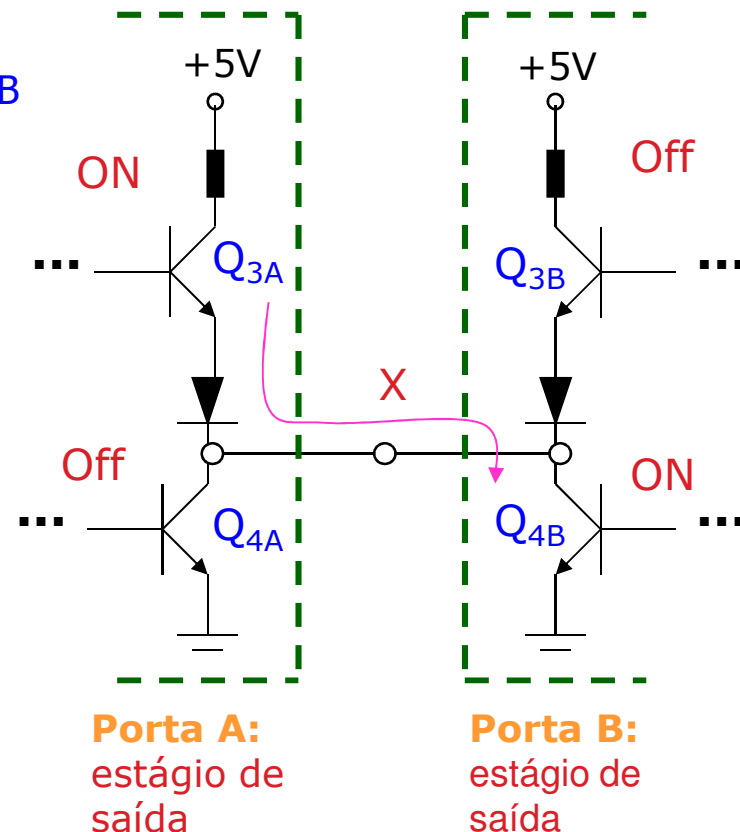 +5V
+5V
B
ON
Off
...
Q3A
Q3B
...
X
Off
ON
...
Q4A
Q4B
...
Porta A:
estágio de
saída
Porta B:
estágio de
saída